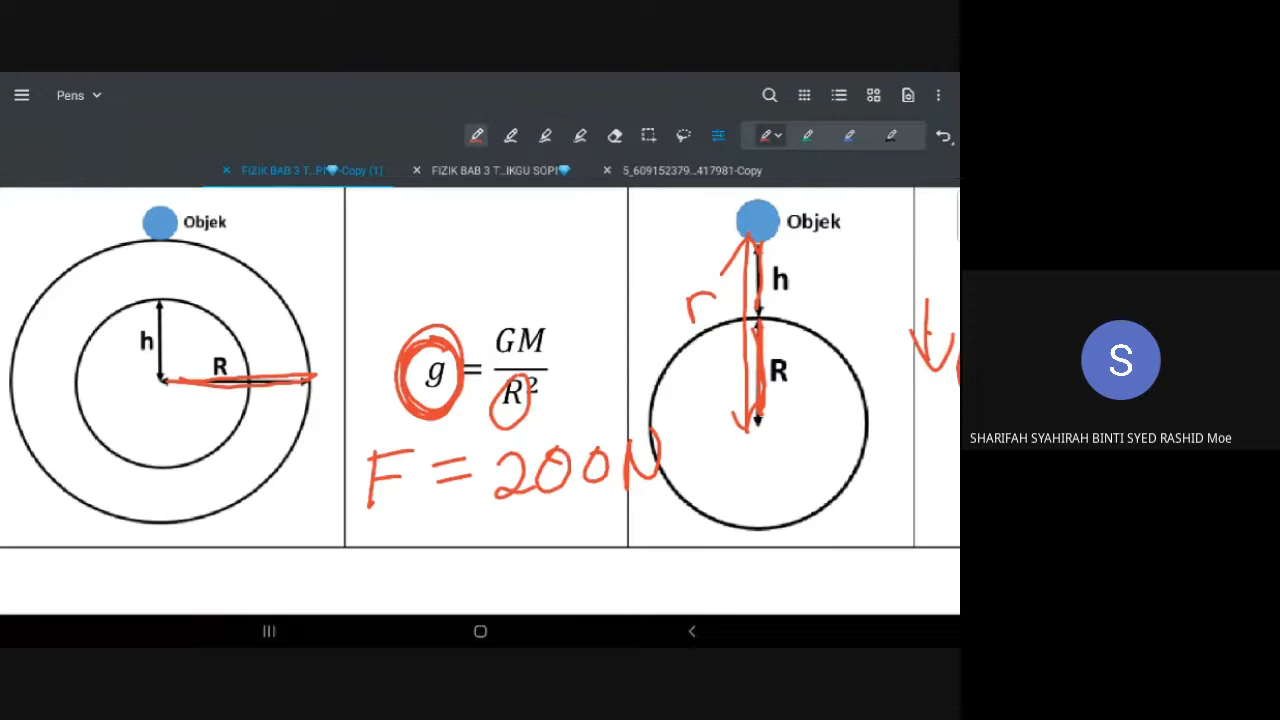 Pens
FIZIK BAB 3 T...PI💎-Copy (1)
FIZIK BAB 3 T...IKGU SOPI💎
5_609152379...417981-Copy
Objek
h
R
g = GM
R²
F = 200N
Objek
h
r
R
S
SHARIFAH SYAHIRAH BINTI SYED RASHID Moe